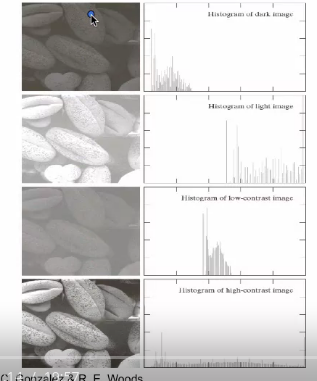 Histogram of dark image
Histogram of light image
Histogram of low-contrast image
Histogram of high-contrast image
C. Gonzalez & R. E. Woods